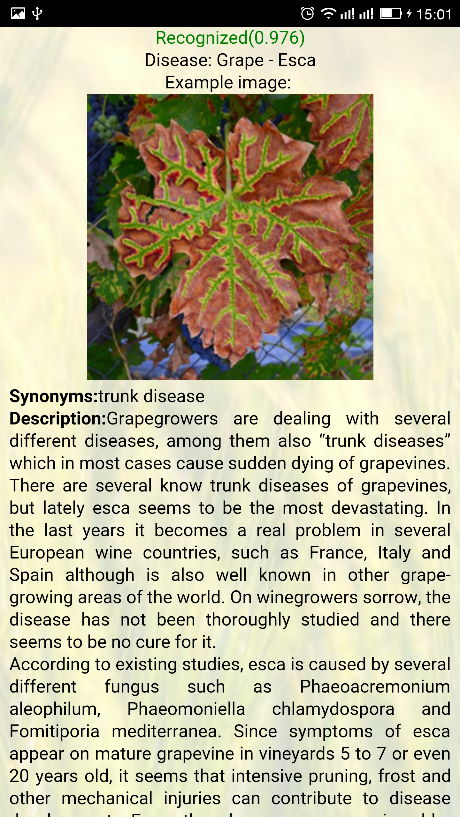 15:01
Recognized(0.976)
Disease: Grape - Esca
Example image:
Synonyms:trunk disease
Description:Grapegrowers are dealing with several
different diseases, among them also “trunk diseases”
which in most cases cause sudden dying of grapevines.
There are several know trunk diseases of grapevines,
but lately esca seems to be the most devastating. In
the last years it becomes a real problem in several
European wine countries, such as France, Italy and
Spain although is also well known in other grape-
growing areas of the world. On winegrowers sorrow, the
disease has not been thoroughly studied and there
seems to be no cure for it.
According to existing studies, esca is caused by several
different fungus such as Phaeoacremonium
aleophilum, Phaeomoniella chlamydospora and
Fomitiporia mediterranea. Since symptoms of esca
appear on mature grapevine in vineyards 5 to 7 or even
20 years old, it seems that intensive pruning, frost and
other mechanical injuries can contribute to disease